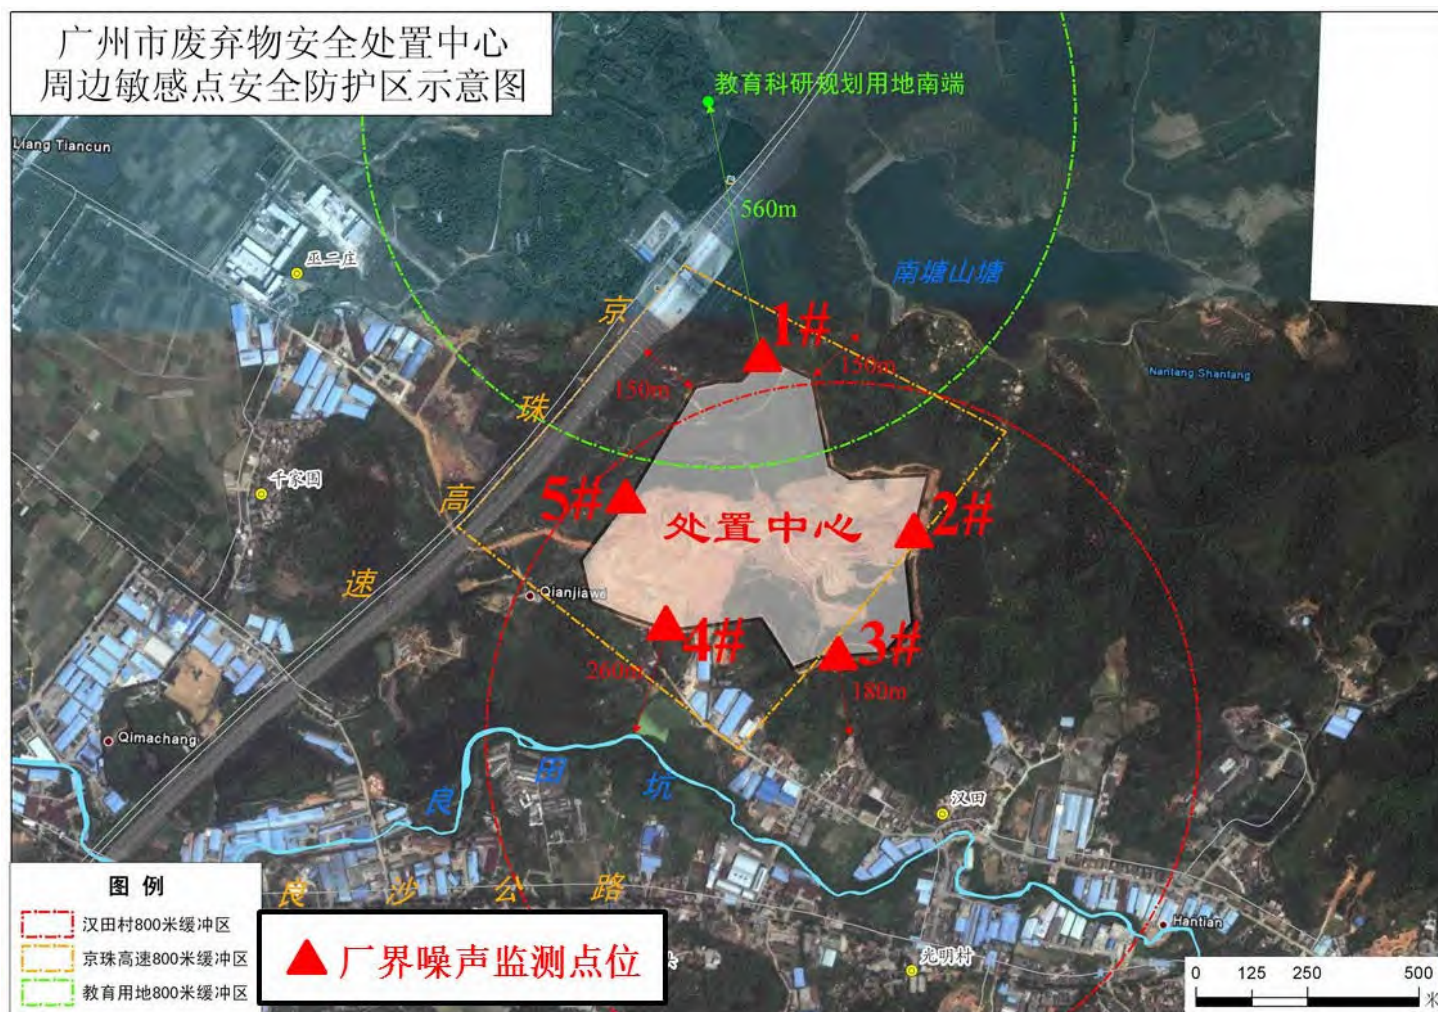 广州市废弃物安全处置中心
周边敏感点安全防护区示意图
教育科研规划用地南端
Liang Tiancun
560m
巫二庄
南塘山塘
京
1#
150m
150m
Nantang Shantang
珠
千家围
高
5#
处置中心
2#
速
Qianjiawe
4#
3#
260m
180m
Qimachang
良
田
坑
汉田
图 例
汉田村800米缓冲区
京珠高速800米缓冲区
教育用地800米缓冲区
良 沙 公 路
厂界噪声监测点位
Hantian
光明村
0 125 250 500
米